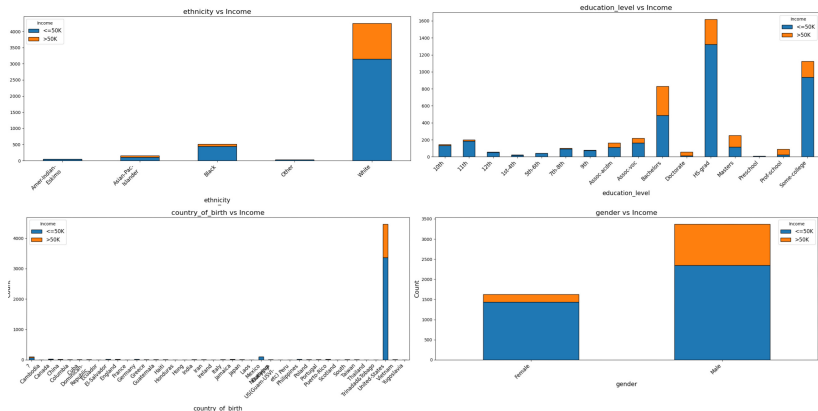 ethnicity vs Income
Income
<=50K
>50K
4000
3500
3000
2500
2000
1500
1000
500
0
Amer-Indian-
Eskimo
Asian-Pac-
Islander
Black
Other
White
ethnicity
education_level vs Income
Income
<=50K
>50K
1600
1400
1200
1000
800
600
400
200
0
10th
11th
12th
1st-4th
5th-6th
7th-8th
9th
Assoc-acdm
Assoc-voc
Bachelors
Doctorate
HS-grad
Masters
Preschool
Prof-school
Some-college
education_level
country_of_birth vs Income
Income
<=50K
>50K
4000
3000
2000
1000
0
Count
?
Cambodia
Canada
China
Columbia
Cuba
Dominican-
Republic
Ecuador
El-Salvador
England
France
Germany
Greece
Guatemala
Haiti
Honduras
Hong
India
Iran
Ireland
Italy
Jamaica
Japan
Laos
Mexico
US(Guam-USVI-
etc)
Peru
Philippines
Poland
Portugal
Puerto-Rico
Scotland
South
Taiwan
Thailand
Trinadad&Tobago
United-States
Vietnam
Yugoslavia
country_of_birth
gender vs Income
Income
<=50K
>50K
3500
3000
2500
2000
1500
1000
500
0
Count
Female
Male
gender